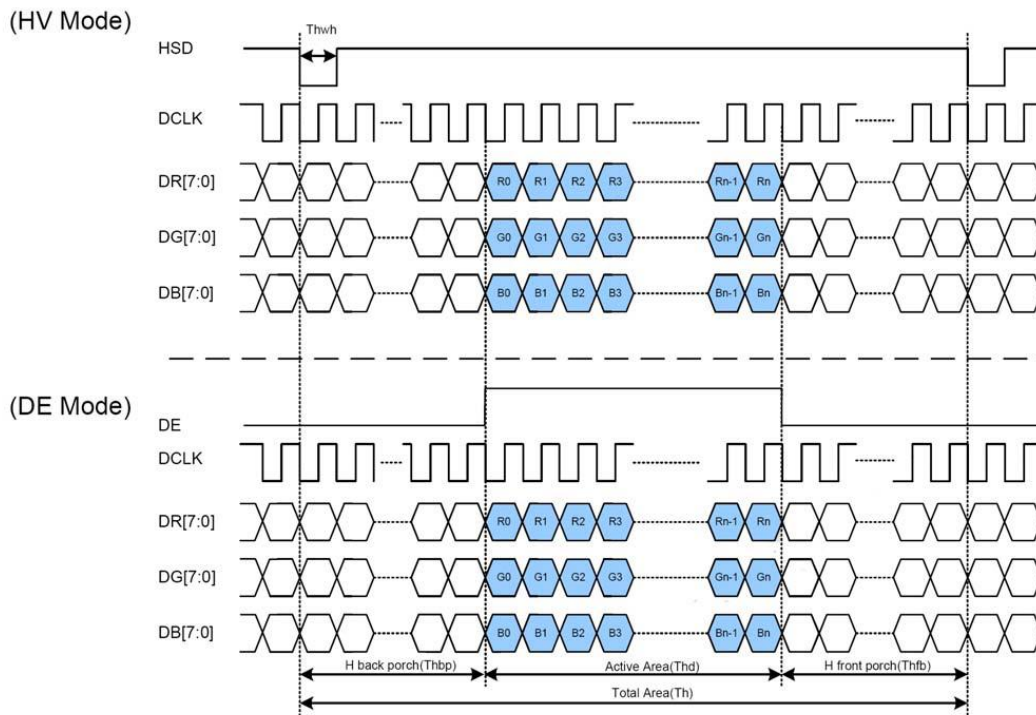 (HV Mode)
Thwh
HSD
DCLK
DR[7:0] R0 R1 R2 R3 Rn-1 Rn
DG[7:0] G0 G1 G2 G3 Gn-1 Gn
DB[7:0] B0 B1 B2 B3 Bn-1 Bn
(DE Mode)
DE
DCLK
DR[7:0] R0 R1 R2 R3 Rn-1 Rn
DG[7:0] G0 G1 G2 G3 Gn-1 Gn
DB[7:0] B0 B1 B2 B3 Bn-1 Bn
H back porch(Thbp) Active Area(Thd) H front porch(Thfb)
Total Area(Th)